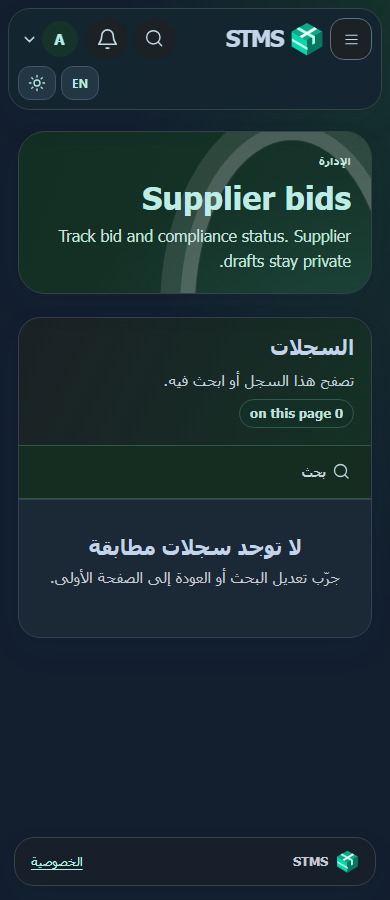 STMS
A
EN
الإدارة
Supplier bids
Track bid and compliance status. Supplier
drafts stay private.
السجلات
تصفح هذا السجل أو ابحث فيه.
0 on this page
بحث
لا توجد سجلات مطابقة
جرّب تعديل البحث أو العودة إلى الصفحة الأولى.
STMS
الخصوصية